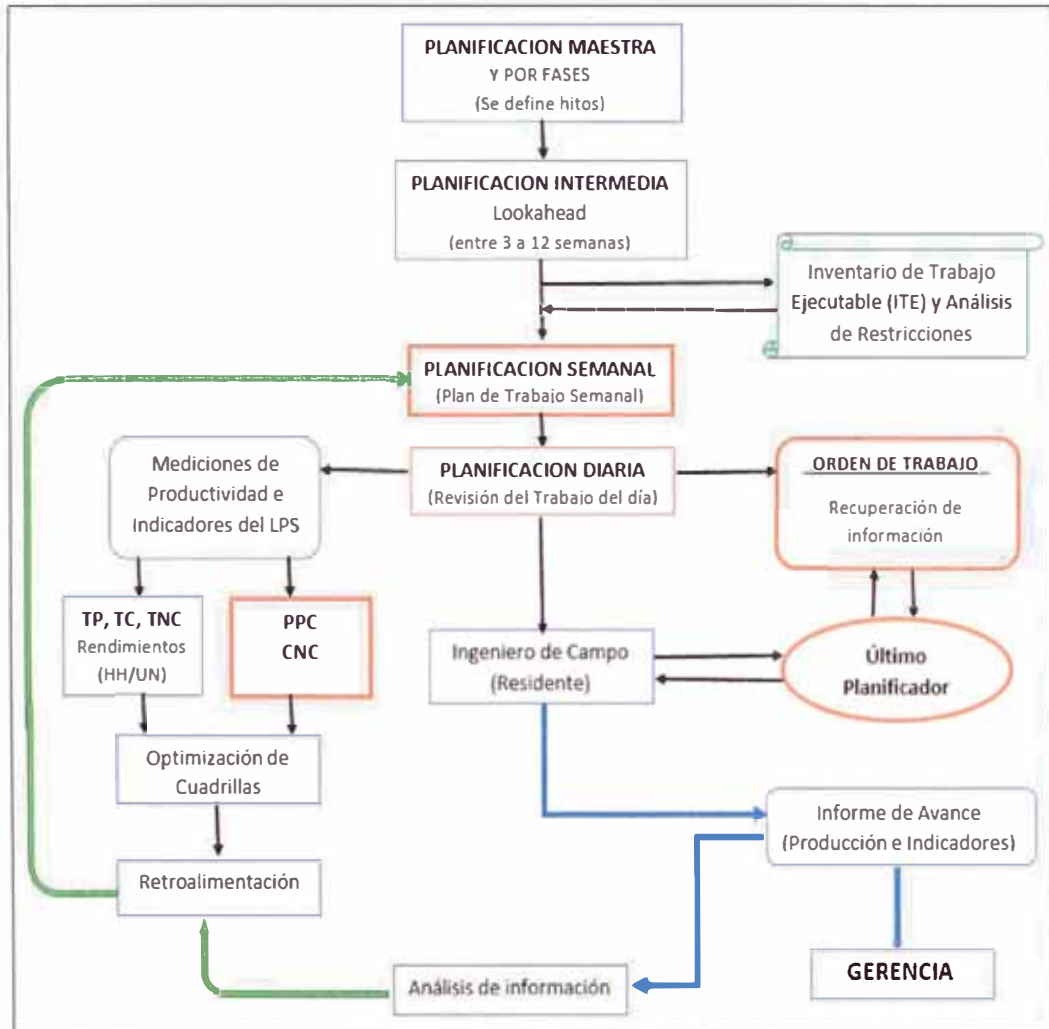 PLANIFICACION MAESTRA
Y POR FASES
(Se define hitos)
PLANIFICACION INTERMEDIA
Lookahead
(entre 3 a 12 semanas)
Inventario de Trabajo
Ejecutable (ITE) y Análisis
de Restricciones
PLANIFICACION SEMANAL
(Plan de Trabajo Semanal)
Mediciones de
Productividad e
Indicadores del LPS
PLANIFICACION DIARIA
(Revisión del Trabajo del día)
ORDEN DE TRABAJO
Recuperación de
información
TP, TC, TNC
Rendimientos
(HH/UN)
PPC
CNC
Ingeniero de Campo
(Residente)
Último
Planificador
Optimización de
Cuadrillas
Informe de Avance
(Producción e Indicadores)
Retroalimentación
Análisis de información
GERENCIA